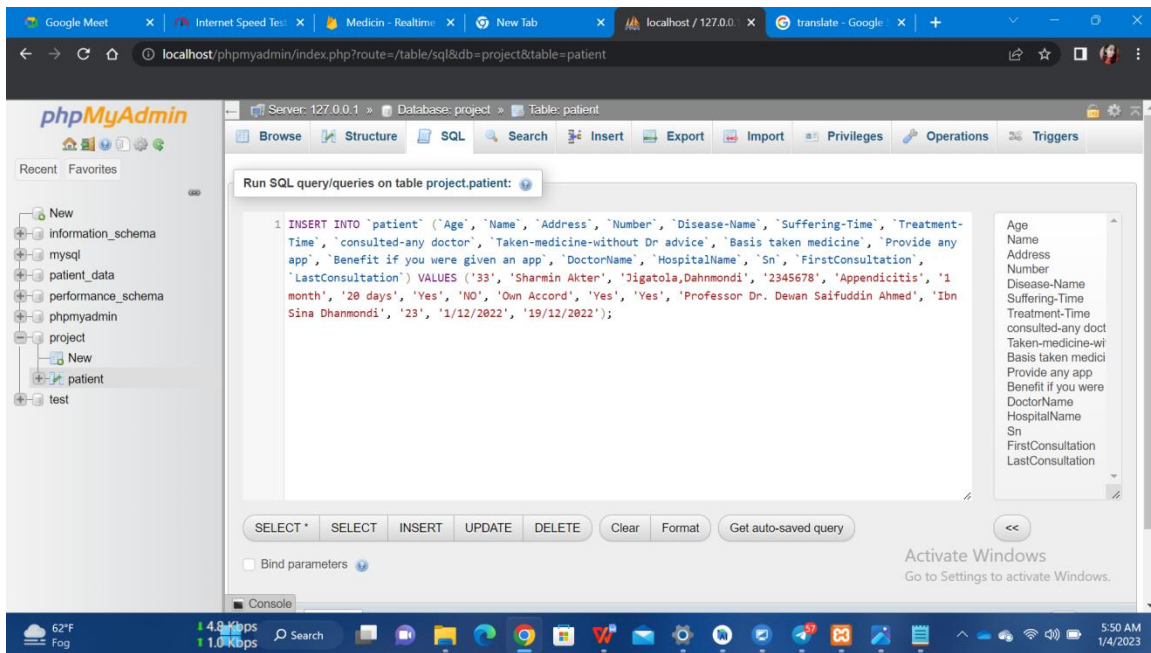 Google Meet
Internet Speed Tes
Medicin - Realtime
New Tab
localhost / 127.0.0.1
translate - Google S
localhost/phpmyadmin/index.php?route=/table/sql&db=project&table=patient
phpMyAdmin
Recent Favorites
New
information_schema
mysql
patient_data
performance_schema
phpmyadmin
project
New
patient
test
Server: 127.0.0.1 » Database: project » Table: patient
Browse Structure SQL Search Insert Export Import Privileges Operations Triggers
Run SQL query/queries on table project.patient:
1 INSERT INTO `patient` (`Age`, `Name`, `Address`, `Number`, `Disease-Name`, `Suffering-Time`, `Treatment-
Time`, `consulted-any doctor`, `Taken-medicine-without Dr advice`, `Basis taken medicine`, `Provide any
app`, `Benefit if you were given an app`, `DoctorName`, `HospitalName`, `Sn`, `FirstConsultation`,
`LastConsultation`) VALUES ('33', 'Sharmin Akter', 'Jigatola,Dahnmondi', '2345678', 'Appendicitis', '1
month', '20 days', 'Yes', 'NO', 'Own Accord', 'Yes', 'Yes', 'Professor Dr. Dewan Saifuddin Ahmed', 'Ibn
Sina Dhanmondi', '23', '1/12/2022', '19/12/2022');
Age
Name
Address
Number
Disease-Name
Suffering-Time
Treatment-Time
consulted-any doct
Taken-medicine-wi
Basis taken medici
Provide any app
Benefit if you were
DoctorName
HospitalName
Sn
FirstConsultation
LastConsultation
SELECT * SELECT INSERT UPDATE DELETE Clear Format Get auto-saved query <<
Bind parameters
Activate Windows
Go to Settings to activate Windows.
Console
62°F
Fog
4.8 Kbps
1.0 Kbps
Search
57
5:50 AM
1/4/2023